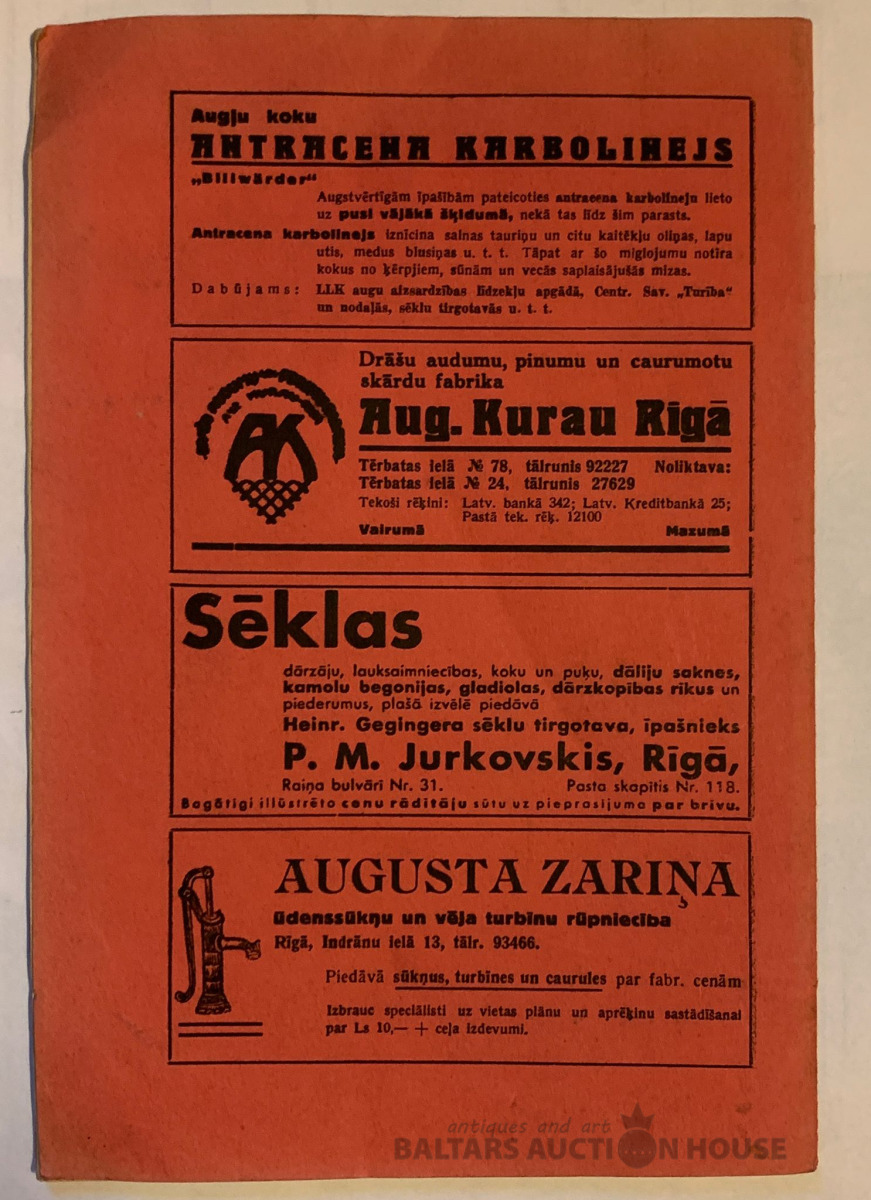 Augļu koku
ANTRACENA KARBOLINEJS
„Billwärder“
Augstvērtīgām īpašībām pateicoties antracena karbolineju lieto
uz pusi vājākā šķidumā, nekā tas līdz šim parasts.
Antracena karbolinejs iznīcina salnas tauriņu un citu kaitēkļu oliņas, lapu
utis, medus blusiņas u. t. t. Tāpat ar šo miglojumu notīra
kokus no ķērpjiem, sūnām un vecās saplaisājušās mizas.
Dabūjams: LLK augu aizsardzības līdzekļu apgādā, Centr. Sav. „Turība“
un nodaļās, sēklu tirgotavās u. t. t.
AK
Drāšu audumu, pinumu un caurumotu
skārdu fabrika
Aug. Kurau Rīgā
Tērbatas ielā № 78, tālrunis 92227 Noliktava:
Tērbatas ielā № 24, tālrunis 27629
Tekoši rēķini: Latv. bankā 342; Latv. Kreditbankā 25;
Pastā tek. rēķ. 12100
Vairumā Mazumā
Sēklas
dārzāju, lauksaimniecības, koku un puķu, dāliju saknes,
kamolu begonijas, gladiolas, dārzkopības rīkus un
piederumus, plašā izvēlē piedāvā
Heinr. Gegingera sēklu tirgotava, īpašnieks
P. M. Jurkovskis, Rīgā,
Raiņa bulvārī Nr. 31. Pasta skapītis Nr. 118.
Bagātīgi illūstrēto cenu rādītāju sūtu uz pieprasijuma par brīvu.
AUGUSTA ZARIŅA
ūdenssūkņu un vēja turbīnu rūpniecība
Rīgā, Indrānu ielā 13, tālr. 93466.
Piedāvā sūkņus, turbīnes un caurules par fabr. cenām
Izbrauc speciālisti uz vietas plānu un aprēķinu sastādīšanai
par Ls 10,— + ceļa izdevumi.
antiques and art
BALTARS AUCTION HOUSE